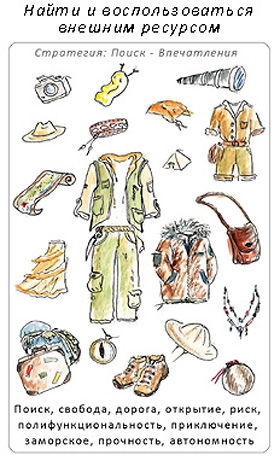 Найти и воспользоваться
внешним ресурсом
Стратегия: Поиск - Впечатления
Поиск, свобода, дорога, открытие, риск,
полифункциональность, приключение,
заморское, прочность, автономность